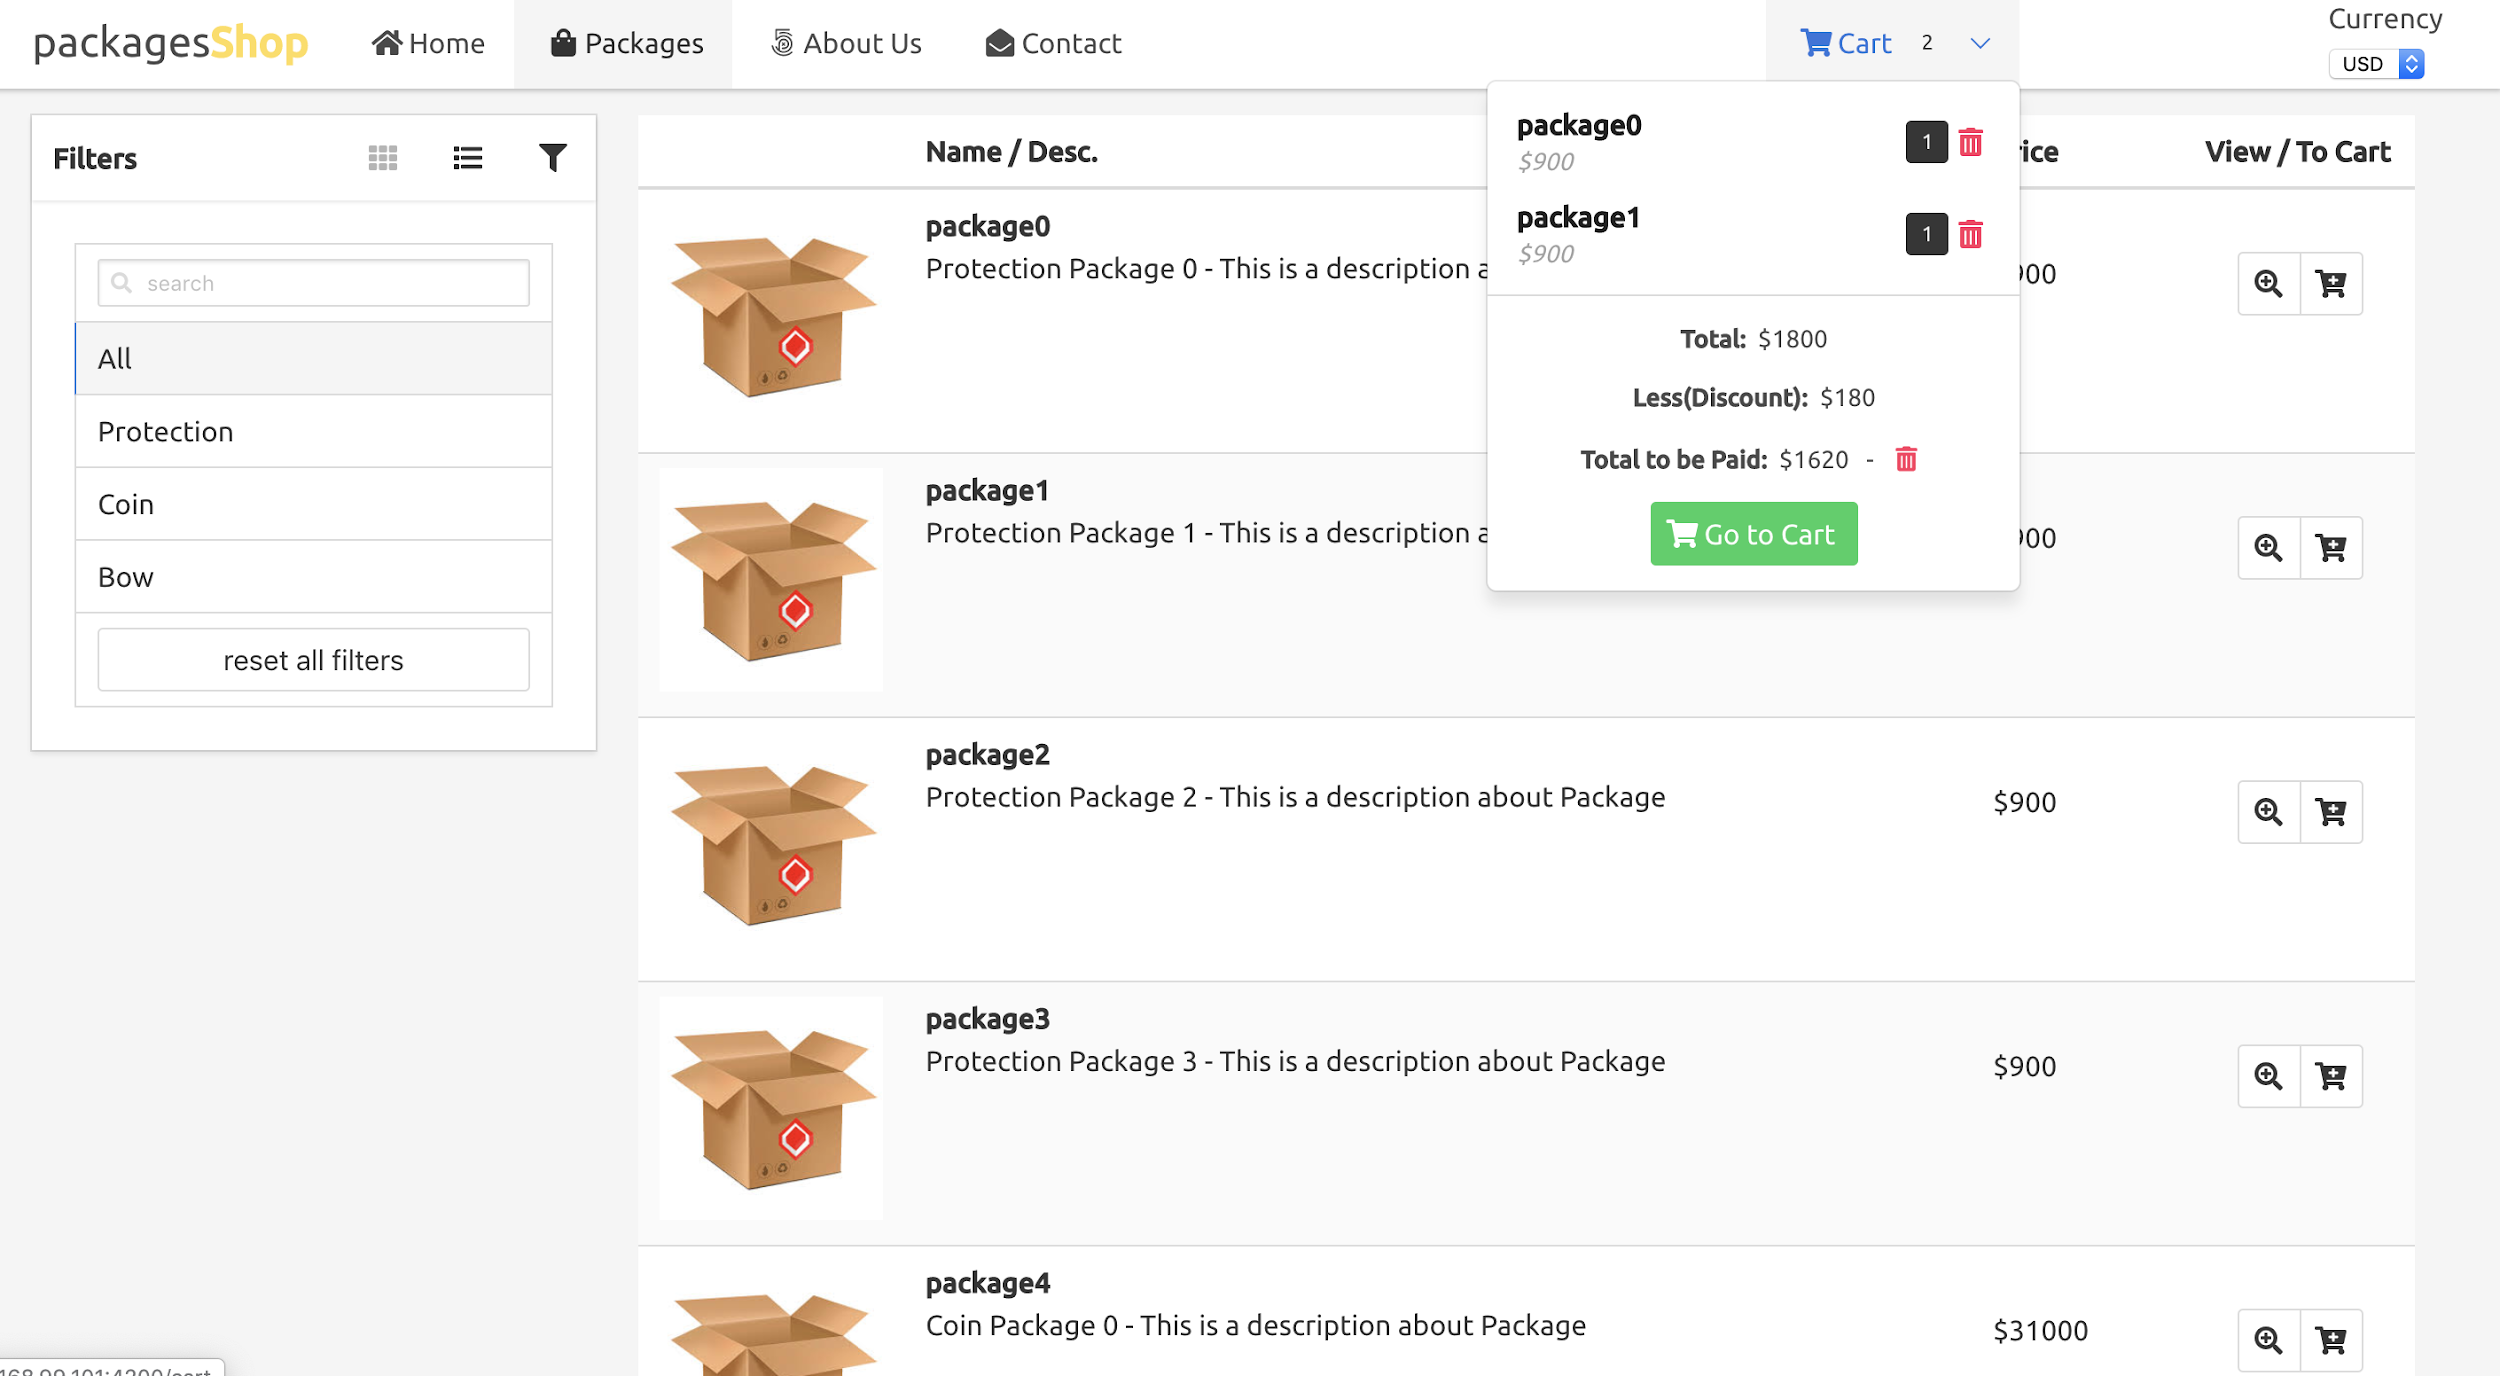 packagesShop
Home
Packages
About Us
Contact
Cart 2
Currency
USD
Filters
search
All
Protection
Coin
Bow
reset all filters
Name / Desc.
View / To Cart
package0
$900
1
package1
$900
1
Total: $1800
Less(Discount): $180
Total to be Paid: $1620 -
Go to Cart
package0
Protection Package 0 - This is a description
package1
Protection Package 1 - This is a description
package2
Protection Package 2 - This is a description about Package
$900
package3
Protection Package 3 - This is a description about Package
$900
package4
Coin Package 0 - This is a description about Package
$31000